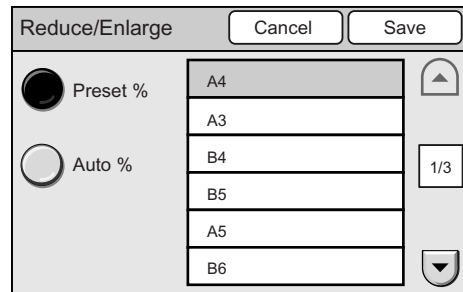 Reduce/Enlarge Cancel Save
Preset %
Auto %
A4
A3
B4
B5
A5
B6
1/3